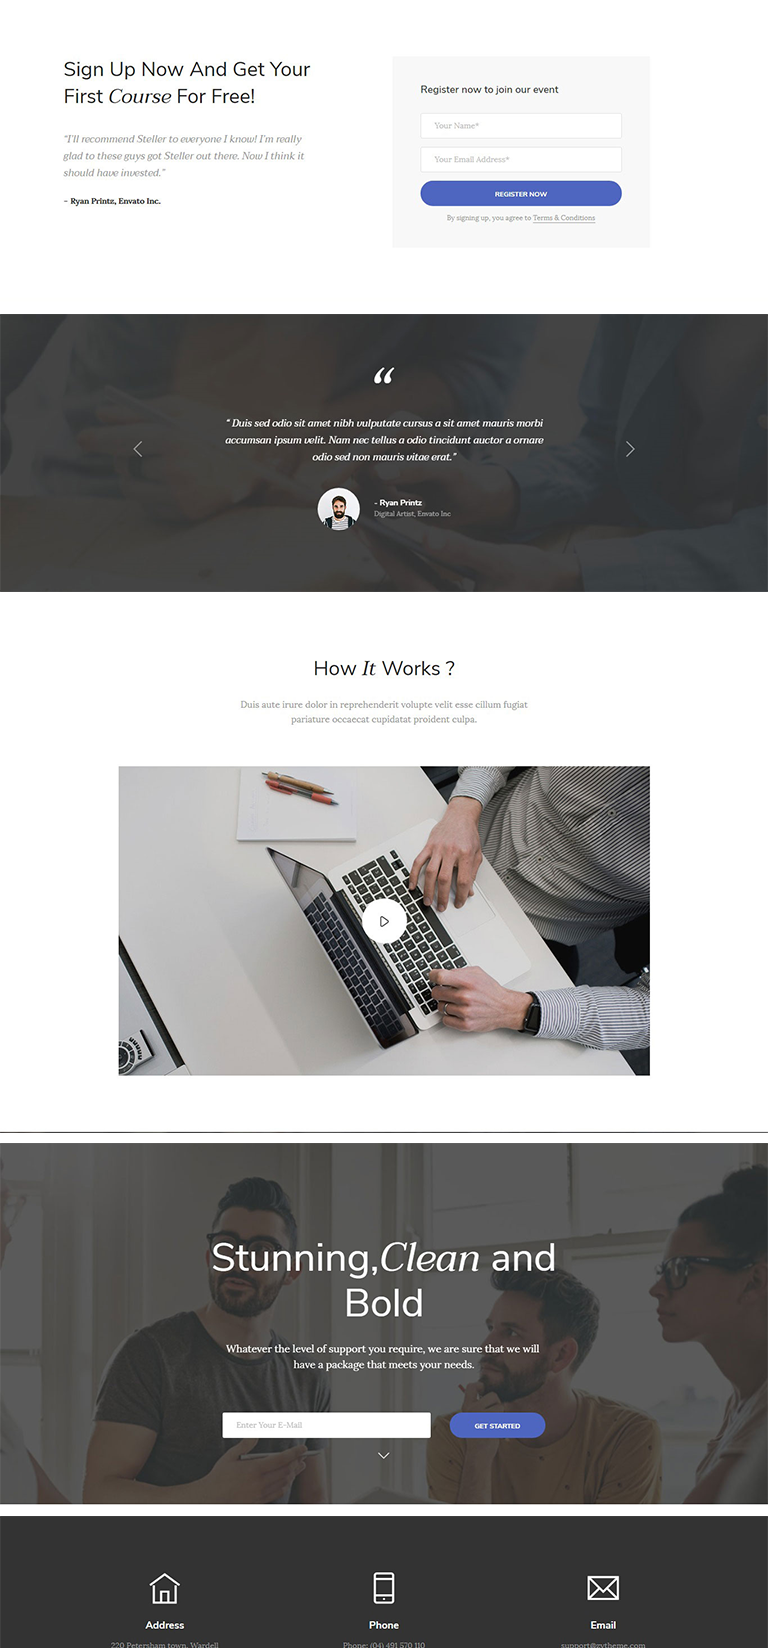 Sign Up Now And Get Your
First Course For Free!
"I'll recommend Steller to everyone I know! I'm really
glad to these guys got Steller out there. Now I think it
should have invested."
- Ryan Printz, Envato Inc.
Register now to join our event
Your Name*
Your Email Address*
REGISTER NOW
By signing up, you agree to Terms & Conditions
“
" Duis sed odio sit amet nibh vulputate cursus a sit amet mauris morbi
accumsan ipsum velit. Nam nec tellus a odio tincidunt auctor a ornare
odio sed non mauris vitae erat."
- Ryan Printz
Digital Artist, Envato Inc
How It Works ?
Duis aute irure dolor in reprehenderit volupte velit esse cillum fugiat
pariature occaecat cupidatat proident culpa.
Stunning,Clean and
Bold
Whatever the level of support you require, we are sure that we will
have a package that meets your needs.
Enter Your E-Mail
GET STARTED
Address
Phone
Email
220 Petersham town, Wardell
Phone: (04) 491 570 110
support@zytheme.com